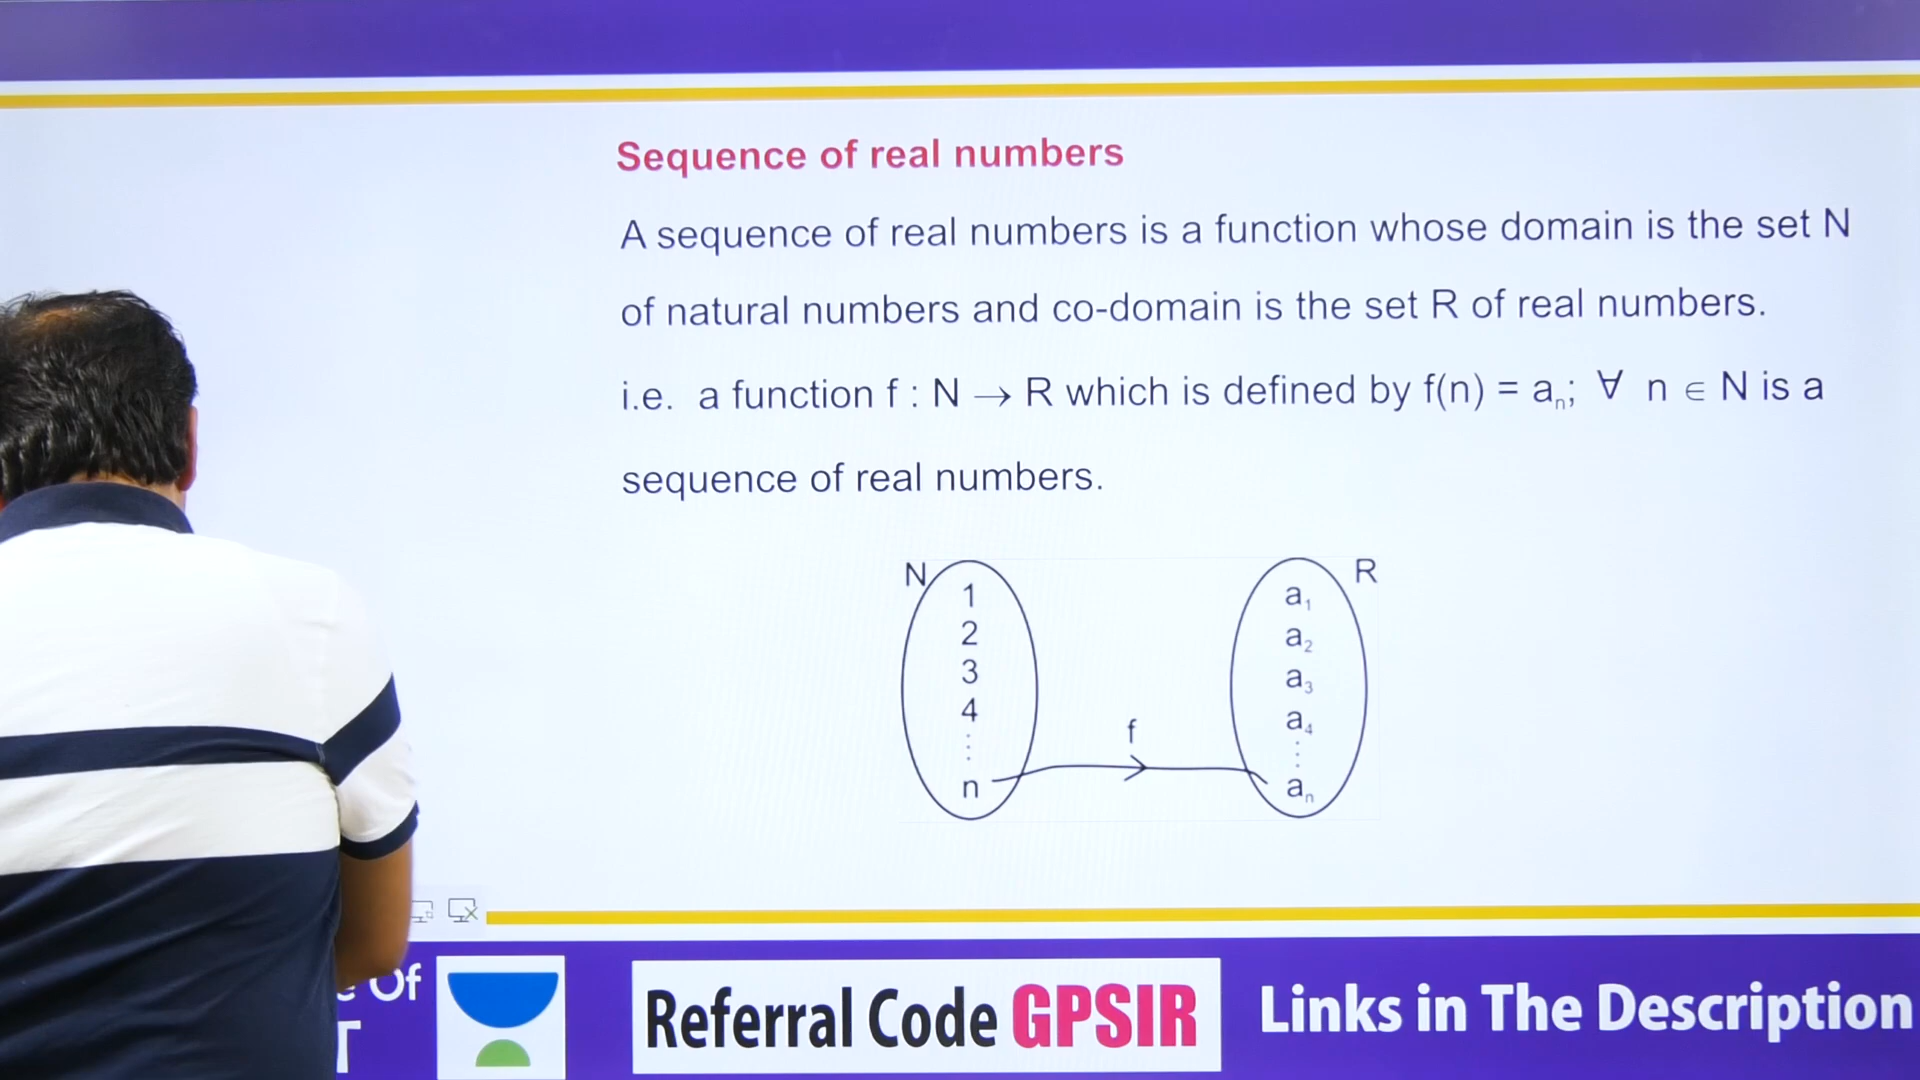 Sequence of real numbers
A sequence of real numbers is a function whose domain is the set N
of natural numbers and co-domain is the set R of real numbers.
i.e. a function f : N → R which is defined by f(n) = aₙ; ∀ n ∈ N is a
sequence of real numbers.
N
1
2
3
4
⋮
n
f
R
a₁
a₂
a₃
a₄
⋮
aₙ
Of
T
Referral Code GPSIR
Links in The Description